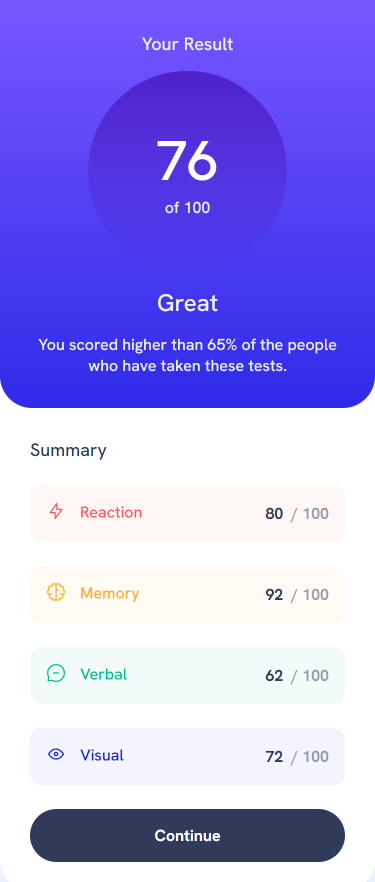 Your Result
76
of 100
Great
You scored higher than 65% of the people
who have taken these tests.
Summary
Reaction 80 / 100
Memory 92 / 100
Verbal 62 / 100
Visual 72 / 100
Continue